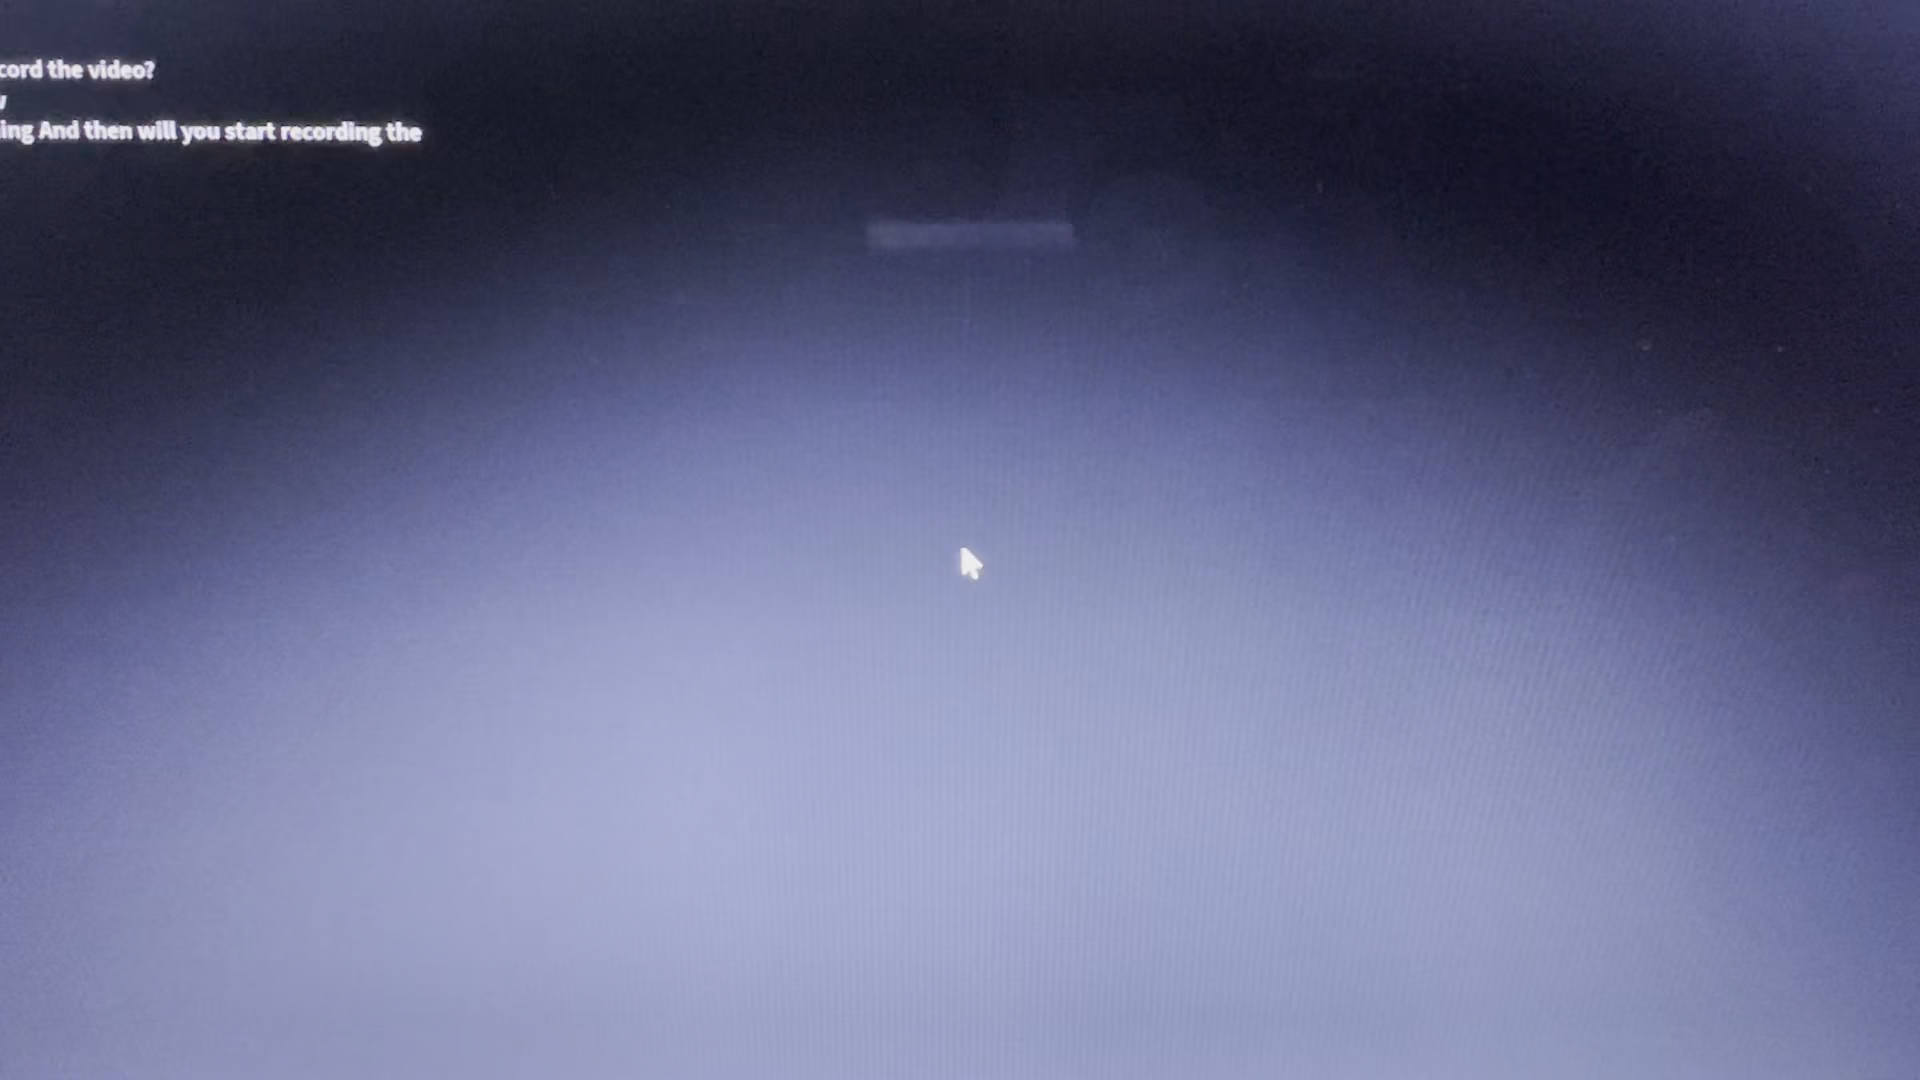 cord the video?
ing And then will you start recording the